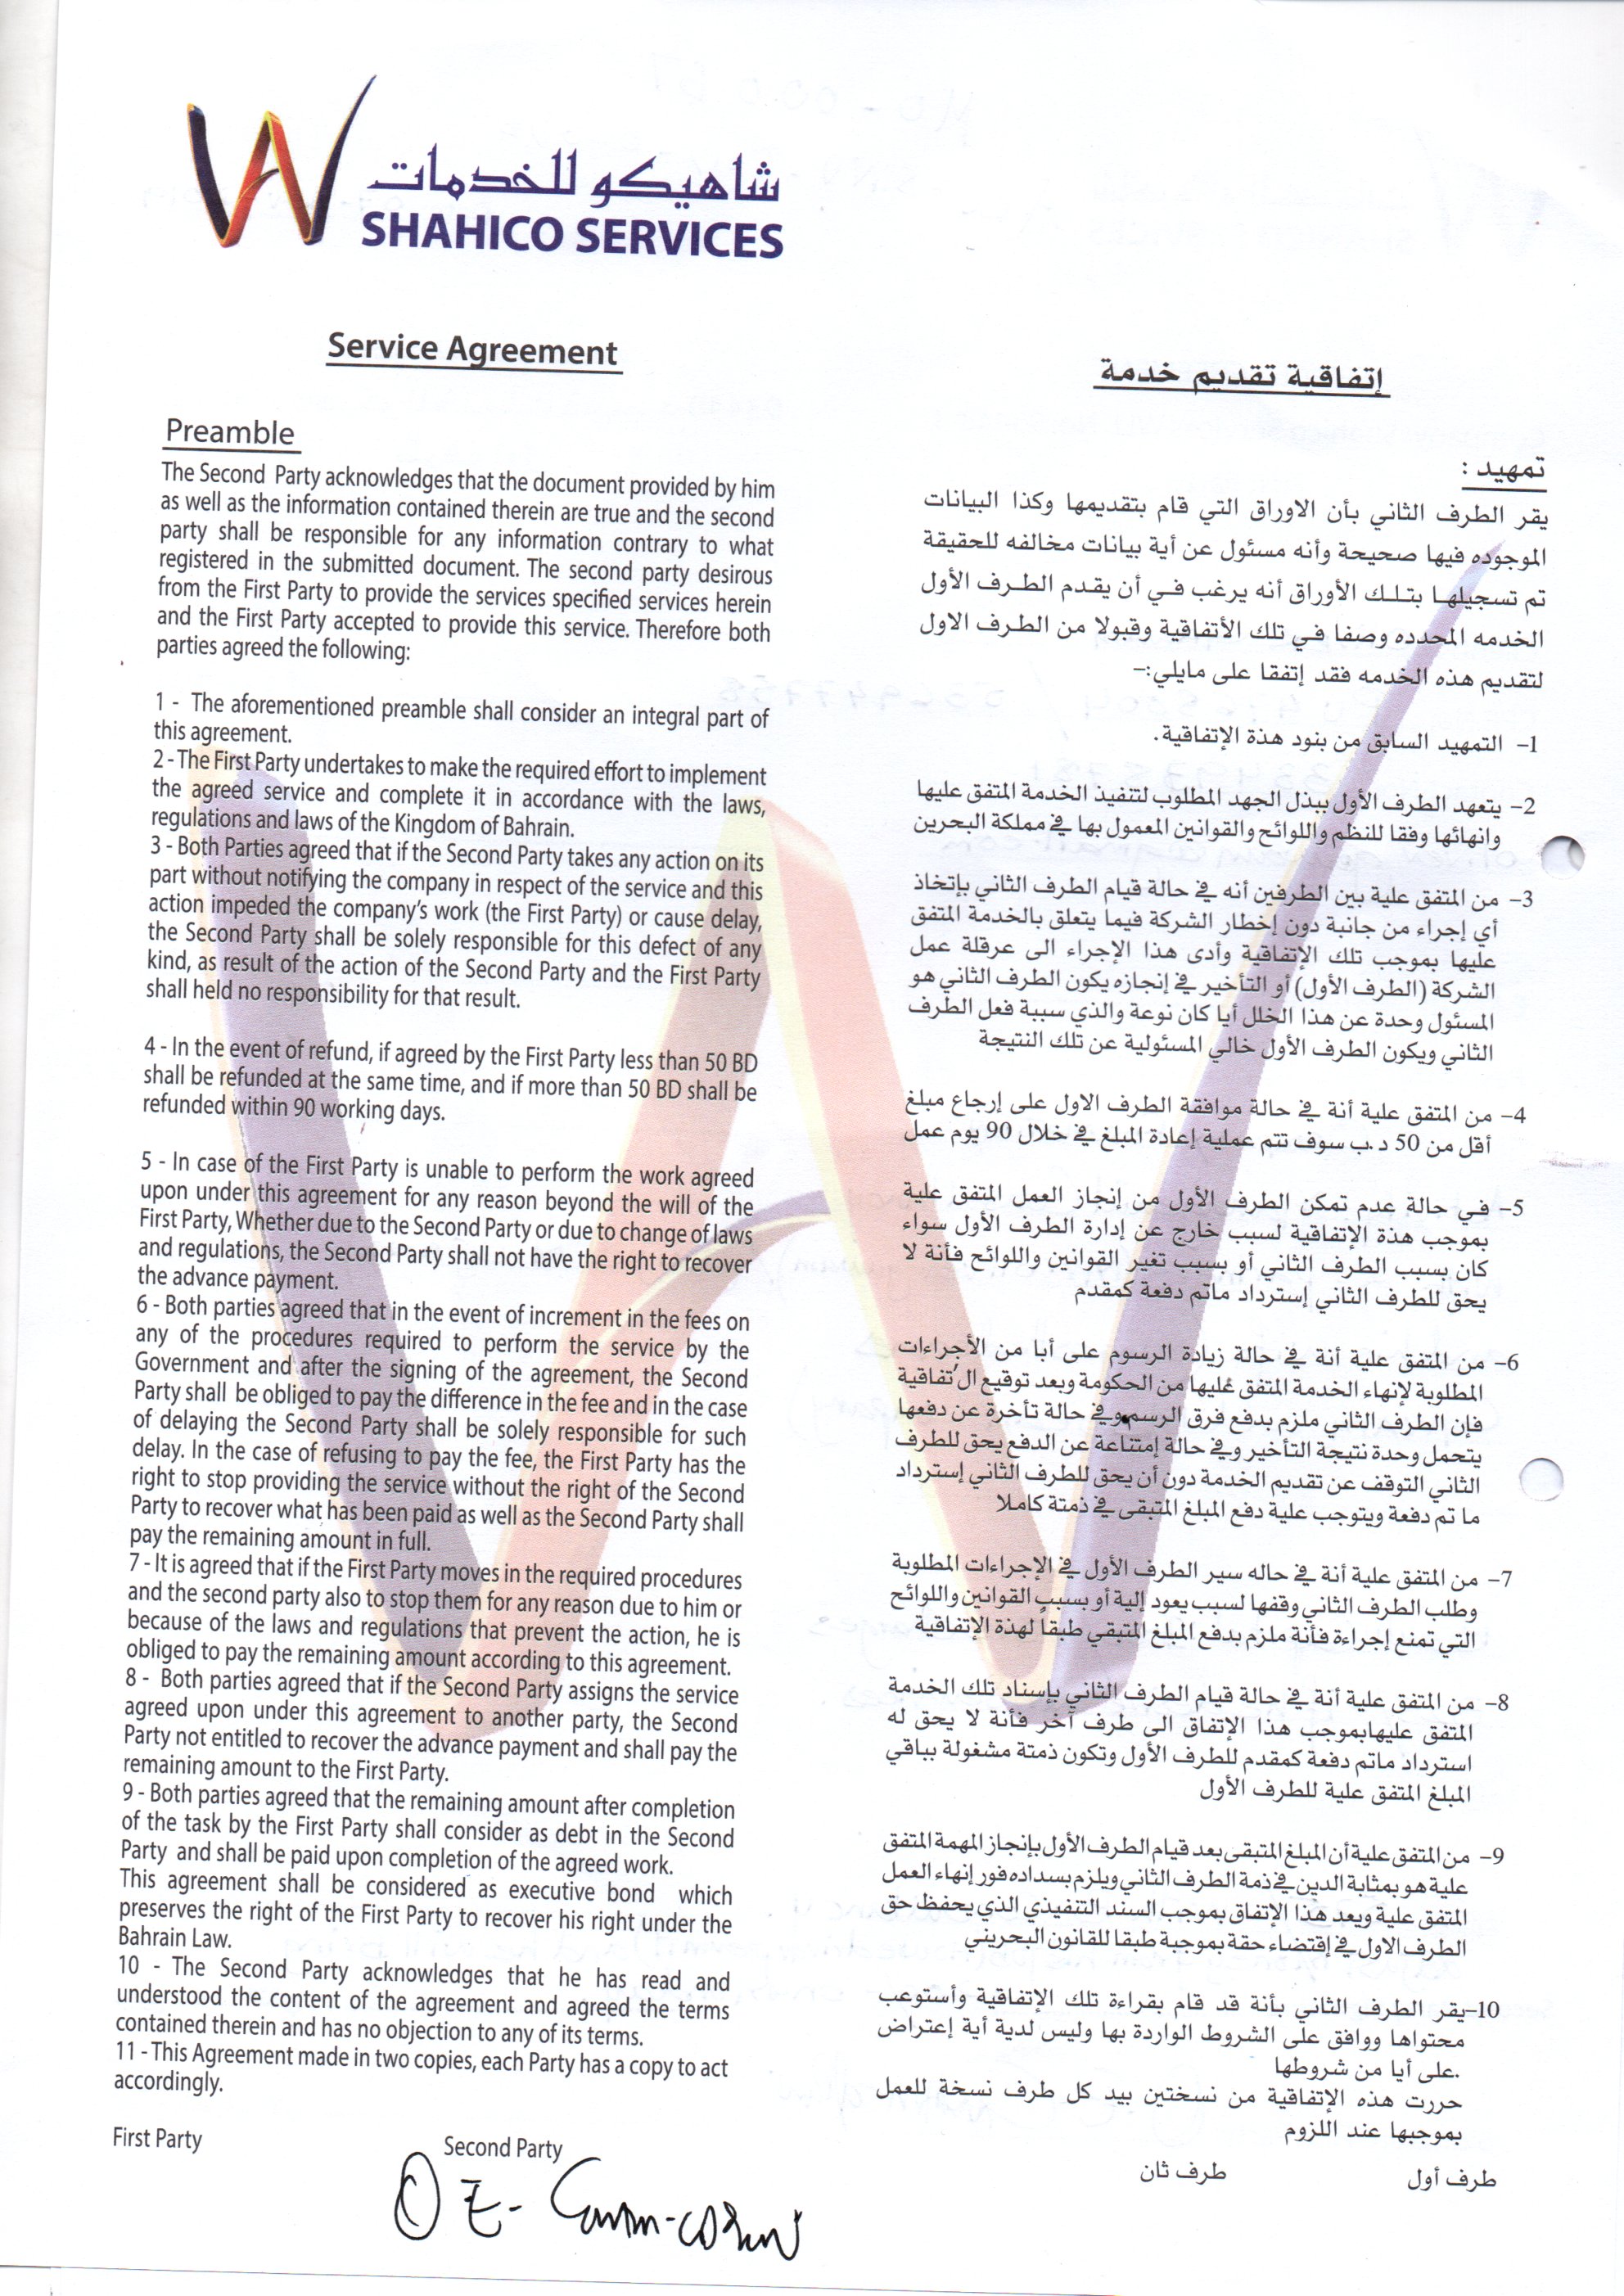 شاهيكو للخدمات
SHAHICO SERVICES
Service Agreement
Preamble
The Second Party acknowledges that the document provided by him
as well as the information contained therein are true and the second
party shall be responsible for any information contrary to what
registered in the submitted document. The second party desirous
from the First Party to provide the services specified services herein
and the First Party accepted to provide this service. Therefore both
parties agreed the following:
1 - The aforementioned preamble shall consider an integral part of
this agreement.
2 - The First Party undertakes to make the required effort to implement
the agreed service and complete it in accordance with the laws,
regulations and laws of the Kingdom of Bahrain.
3 - Both Parties agreed that if the Second Party takes any action on its
part without notifying the company in respect of the service and this
action impeded the company's work (the First Party) or cause delay,
the Second Party shall be solely responsible for this defect of any
kind, as result of the action of the Second Party and the First Party
shall held no responsibility for that result.
4 - In the event of refund, if agreed by the First Party less than 50 BD
shall be refunded at the same time, and if more than 50 BD shall be
refunded within 90 working days.
5 - In case of the First Party is unable to perform the work agreed
upon under this agreement for any reason beyond the will of the
First Party, Whether due to the Second Party or due to change of laws
and regulations, the Second Party shall not have the right to recover
the advance payment.
6 - Both parties agreed that in the event of increment in the fees on
any of the procedures required to perform the service by the
Government and after the signing of the agreement, the Second
Party shall be obliged to pay the difference in the fee and in the case
of delaying the Second Party shall be solely responsible for such
delay. In the case of refusing to pay the fee, the First Party has the
right to stop providing the service without the right of the Second
Party to recover what has been paid as well as the Second Party shall
pay the remaining amount in full.
7 - It is agreed that if the First Party moves in the required procedures
and the second party also to stop them for any reason due to him or
because of the laws and regulations that prevent the action, he is
obliged to pay the remaining amount according to this agreement.
8 - Both parties agreed that if the Second Party assigns the service
agreed upon under this agreement to another party, the Second
Party not entitled to recover the advance payment and shall pay the
remaining amount to the First Party.
9 - Both parties agreed that the remaining amount after completion
of the task by the First Party shall consider as debt in the Second
Party and shall be paid upon completion of the agreed work.
This agreement shall be considered as executive bond which
preserves the right of the First Party to recover his right under the
Bahrain Law.
10 - The Second Party acknowledges that he has read and
understood the content of the agreement and agreed the terms
contained therein and has no objection to any of its terms.
11 - This Agreement made in two copies, each Party has a copy to act
accordingly.
First Party
Second Party
إتفاقية تقديم خدمة
تمهيد :
يقر الطرف الثاني بأن الاوراق التي قام بتقديمها وكذا البيانات
الموجوده فيها صحيحة وأنه مسئول عن أية بيانات مخالفه للحقيقة
تم تسجيلها بتلك الأوراق أنه يرغب في أن يقدم الطرف الأول
الخدمه المحدده وصفا في تلك الأتفاقية وقبولا من الطرف الاول
لتقديم هذه الخدمه فقد إتفقا على مايلي:-
1- التمهيد السابق من بنود هذة الإتفاقية.
2- يتعهد الطرف الأول ببذل الجهد المطلوب لتنفيذ الخدمة المتفق عليها
وانهائها وفقا للنظم واللوائح والقوانين المعمول بها في مملكة البحرين
3- من المتفق علية بين الطرفين أنه في حالة قيام الطرف الثاني بإتخاذ
أي إجراء من جانبة دون إخطار الشركة فيما يتعلق بالخدمة المتفق
عليها بموجب تلك الإتفاقية وأدى هذا الإجراء الى عرقلة عمل
الشركة (الطرف الأول) أو التأخير في إنجازه يكون الطرف الثاني هو
المسئول وحدة عن هذا الخلل أيا كان نوعة والذي سببة فعل الطرف
الثاني ويكون الطرف الأول خالي المسئولية عن تلك النتيجة
4- من المتفق علية أنة في حالة موافقة الطرف الاول على إرجاع مبلغ
أقل من 50 د.ب سوف تتم عملية إعادة المبلغ في خلال 90 يوم عمل
5- في حالة عدم تمكن الطرف الأول من إنجاز العمل المتفق علية
بموجب هذة الإتفاقية لسبب خارج عن إدارة الطرف الأول سواء
كان بسبب الطرف الثاني أو بسبب تغير القوانين واللوائح فأنة لا
يحق للطرف الثاني إسترداد ماتم دفعة كمقدم
6- من المتفق علية أنة في حالة زيادة الرسوم على أبا من الأجراءات
المطلوبة لإنهاء الخدمة المتفق عليها من الحكومة وبعد توقيع ال'تفاقية
فإن الطرف الثاني ملزم بدفع فرق الرسم وفي حالة تأخرة عن دفعها
يتحمل وحدة نتيجة التأخير وفي حالة إمتناعة عن الدفع يحق للطرف
الثاني التوقف عن تقديم الخدمة دون أن يحق للطرف الثاني إسترداد
ما تم دفعة ويتوجب علية دفع المبلغ المتبقى في ذمتة كاملا
7- من المتفق علية أنة في حاله سير الطرف الأول في الإجراءات المطلوبة
وطلب الطرف الثاني وقفها لسبب يعود إلية أو بسبب القوانين واللوائح
التي تمنع إجراءة فأنة ملزم بدفع المبلغ المتبقي طبقاً لهذة الإتفاقية
8- من المتفق علية أنة في حالة قيام الطرف الثاني بإسناد تلك الخدمة
المتفق عليهابموجب هذا الإتفاق الى طرف آخر فأنة لا يحق له
استرداد ماتم دفعة كمقدم للطرف الأول وتكون ذمتة مشغولة بباقي
المبلغ المتفق علية للطرف الأول
9- من المتفق علية أن المبلغ المتبقى بعد قيام الطرف الأول بإنجاز المهمة المتفق
علية هو بمثابة الدين في ذمة الطرف الثاني ويلزم بسداده فور إنهاء العمل
المتفق علية ويعد هذا الإتفاق بموجب السند التنفيذي الذي يحفظ حق
الطرف الاول في إقتضاء حقة بموجبة طبقا للقانون البحريني
10-يقر الطرف الثاني بأنة قد قام بقراءة تلك الإتفاقية وأستوعب
محتواها ووافق على الشروط الواردة بها وليس لدية أية إعتراض
.على أيا من شروطها
حررت هذه الإتفاقية من نسختين بيد كل طرف نسخة للعمل
بموجبها عند اللزوم
طرف أول
طرف ثان